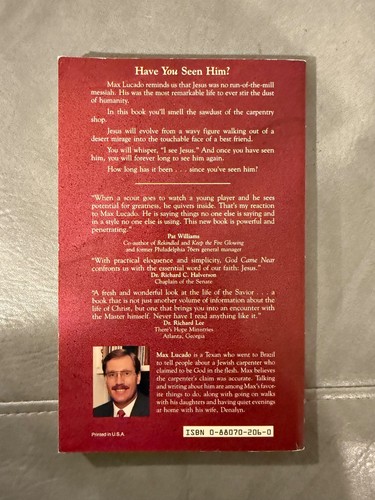 Have You Seen Him?
Max Lucado reminds us that Jesus was no run-of-the-mill
messiah. His was the most remarkable life to ever stir the dust
of humanity.
In this book you'll smell the sawdust of the carpentry
shop.
Jesus will evolve from a wavy figure walking out of a
desert mirage into the touchable face of a best friend.
You will whisper, "I see Jesus." And once you have seen
him, you will forever long to see him again.
How long has it been . . . since you've seen him?
"When a scout goes to watch a young player and he sees
potential for greatness, he quivers inside. That's my reaction
to Max Lucado. He is saying things no one else is saying and
in a style no one else is using. This new book is powerful and
penetrating."
Pat Williams
Co-author of Rekindled and Keep the Fire Glowing
and former Philadelphia 76ers general manager
"With practical eloquence and simplicity, God Came Near
confronts us with the essential word of our faith: Jesus."
Dr. Richard C. Halverson
Chaplain of the Senate
"A fresh and wonderful look at the life of the Savior . . . a
book that is not just another volume of information about the
life of Christ, but one that brings you into an encounter with
the Master himself. Never have I read anything like it."
Dr. Richard Lee
There's Hope Ministries
Atlanta, Georgia
Max Lucado is a Texan who went to Brazil
to tell people about a Jewish carpenter who
claimed to be God in the flesh. Max believes
the carpenter's claim was accurate. Talking
and writing about him are among Max's favor-
ite things to do, along with going on walks
with his daughters and having quiet evenings
at home with his wife, Denalyn.
Printed in U.S.A.
ISBN 0-88070-206-0